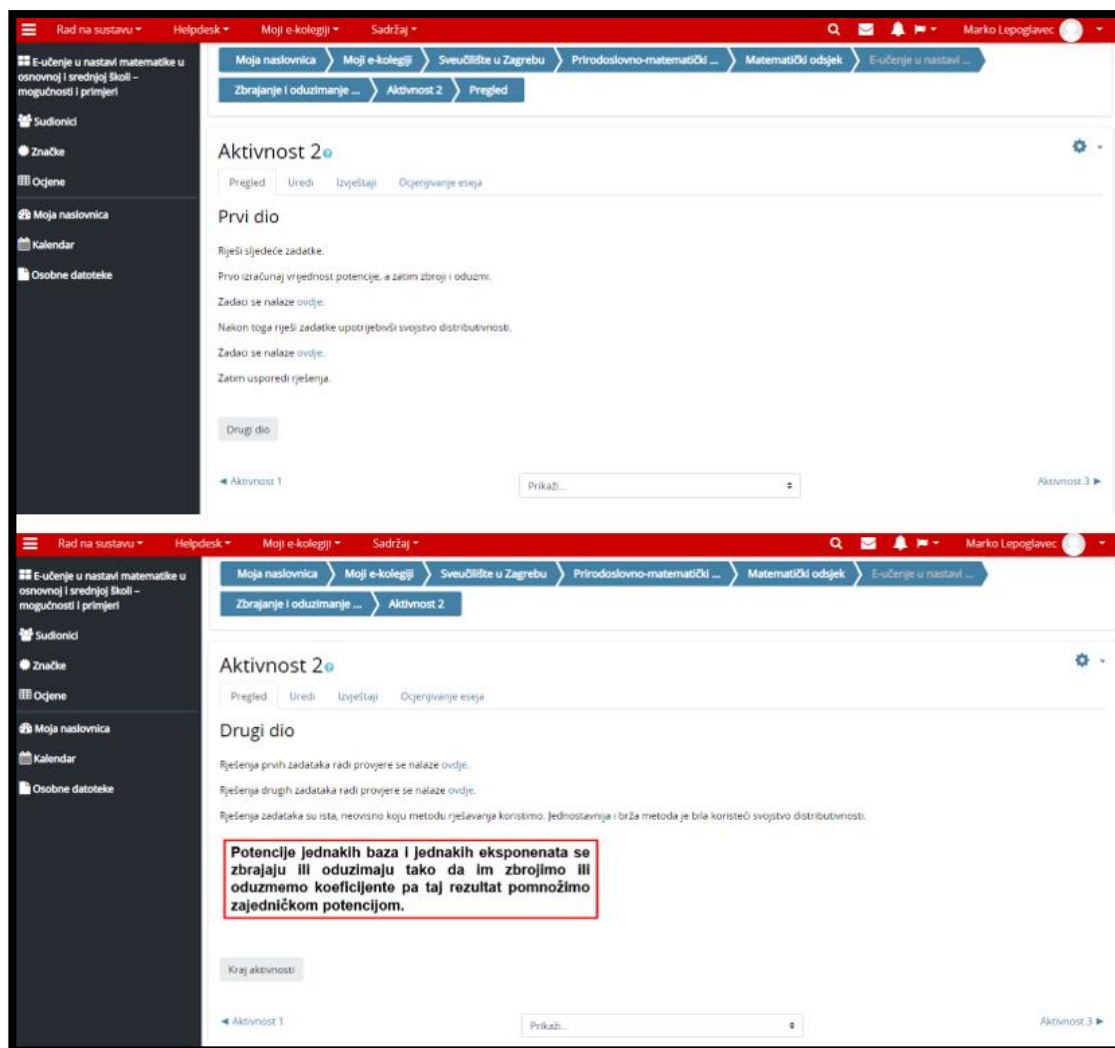 Rad na sustavu Helpdesk Moji e-kolegiji Sadržaj Marko Lepoglavec
E-učenje u nastavi matematike u
osnovnoj i srednjoj školi –
mogućnosti i primjeri
Sudionici
Značke
Ocjene
Moja naslovnica
Kalendar
Osobne datoteke
Moja naslovnica Moji e-kolegiji Sveučilište u Zagrebu Prirodoslovno-matematički ... Matematički odsjek E-učenje u nastavi ...
Zbrajanje i oduzimanje ... Aktivnost 2 Pregled
Aktivnost 2
Pregled Uredi Izvještaji Ocjenjivanje eseja
Prvi dio
Riješi sljedeće zadatke.
Prvo izračunaj vrijednost potencije, a zatim zbroji i oduzmi.
Zadaci se nalaze ovdje.
Nakon toga riješi zadatke upotrijebivši svojstvo distributivnosti.
Zadaci se nalaze ovdje.
Zatim usporedi rješenja.
Drugi dio
◄ Aktivnost 1 Prikaži... Aktivnost 3 ►
Rad na sustavu Helpdesk Moji e-kolegiji Sadržaj Marko Lepoglavec
E-učenje u nastavi matematike u
osnovnoj i srednjoj školi –
mogućnosti i primjeri
Sudionici
Značke
Ocjene
Moja naslovnica
Kalendar
Osobne datoteke
Moja naslovnica Moji e-kolegiji Sveučilište u Zagrebu Prirodoslovno-matematički ... Matematički odsjek E-učenje u nastavi ...
Zbrajanje i oduzimanje ... Aktivnost 2
Aktivnost 2
Pregled Uredi Izvještaji Ocjenjivanje eseja
Drugi dio
Rješenja prvih zadataka radi provjere se nalaze ovdje.
Rješenja drugih zadataka radi provjere se nalaze ovdje.
Rješenja zadataka su ista, neovisno koju metodu rješavanja koristimo. Jednostavnija i brža metoda je bila koristeći svojstvo distributivnosti.
Potencije jednakih baza i jednakih eksponenata se
zbrajaju ili oduzimaju tako da im zbrojimo ili
oduzmemo koeficijente pa taj rezultat pomnožimo
zajedničkom potencijom.
Kraj aktivnosti
◄ Aktivnost 1 Prikaži... Aktivnost 3 ►